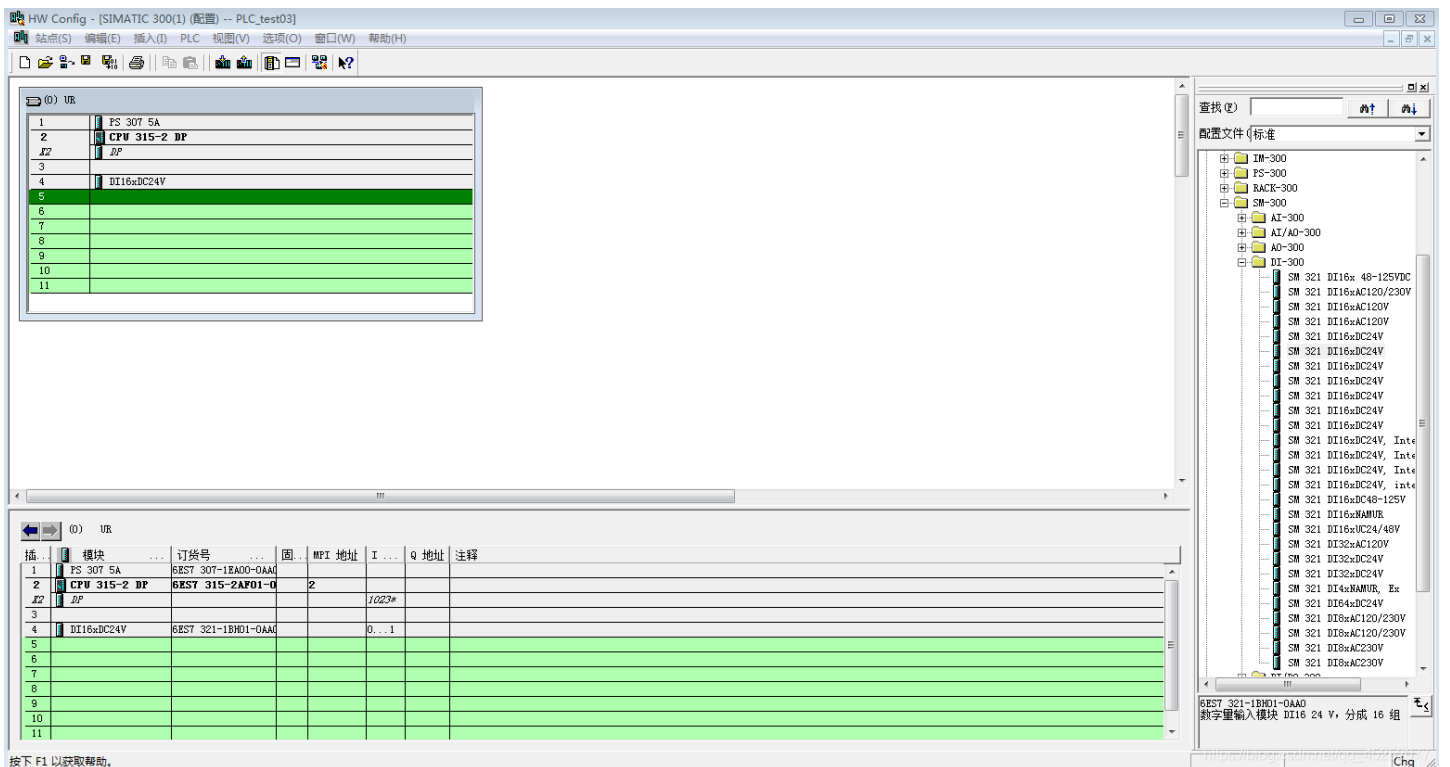 HW Config - [SIMATIC 300(1) (配置) -- PLC_test03]
站点(S) 编辑(E) 插入(I) PLC 视图(V) 选项(O) 窗口(W) 帮助(H)
(0) UR
1 PS 307 5A
2 CPU 315-2 DP
X2 DP
3
4 DI16xDC24V
5
6
7
8
9
10
11
查找(F)
配置文件( 标准
IM-300
PS-300
RACK-300
SM-300
AI-300
AI/AO-300
AO-300
DI-300
SM 321 DI16x 48-125VDC
SM 321 DI16xAC120/230V
SM 321 DI16xAC120V
SM 321 DI16xAC120V
SM 321 DI16xDC24V
SM 321 DI16xDC24V
SM 321 DI16xDC24V
SM 321 DI16xDC24V
SM 321 DI16xDC24V
SM 321 DI16xDC24V
SM 321 DI16xDC24V
SM 321 DI16xDC24V, Inte
SM 321 DI16xDC24V, Inte
SM 321 DI16xDC24V, Inte
SM 321 DI16xDC24V, inte
SM 321 DI16xDC48-125V
SM 321 DI16xNAMUR
SM 321 DI16xUC24/48V
SM 321 DI32xAC120V
SM 321 DI32xDC24V
SM 321 DI32xDC24V
SM 321 DI4xNAMUR, Ex
SM 321 DI64xDC24V
SM 321 DI8xAC120/230V
SM 321 DI8xAC120/230V
SM 321 DI8xAC230V
SM 321 DI8xAC230V
DI/DO-300
6ES7 321-1BH01-0AA0
数字量输入模块 DI16 24 V，分成 16 组
(0) UR
插... 模块 ... 订货号 ... 固... MPI 地址 I ... Q 地址 注释
1 PS 307 5A 6ES7 307-1EA00-0AA0
2 CPU 315-2 DP 6ES7 315-2AF01-0 2
X2 DP 1023*
3
4 DI16xDC24V 6ES7 321-1BH01-0AA0 0...1
5
6
7
8
9
10
11
按下 F1 以获取帮助。
Chg